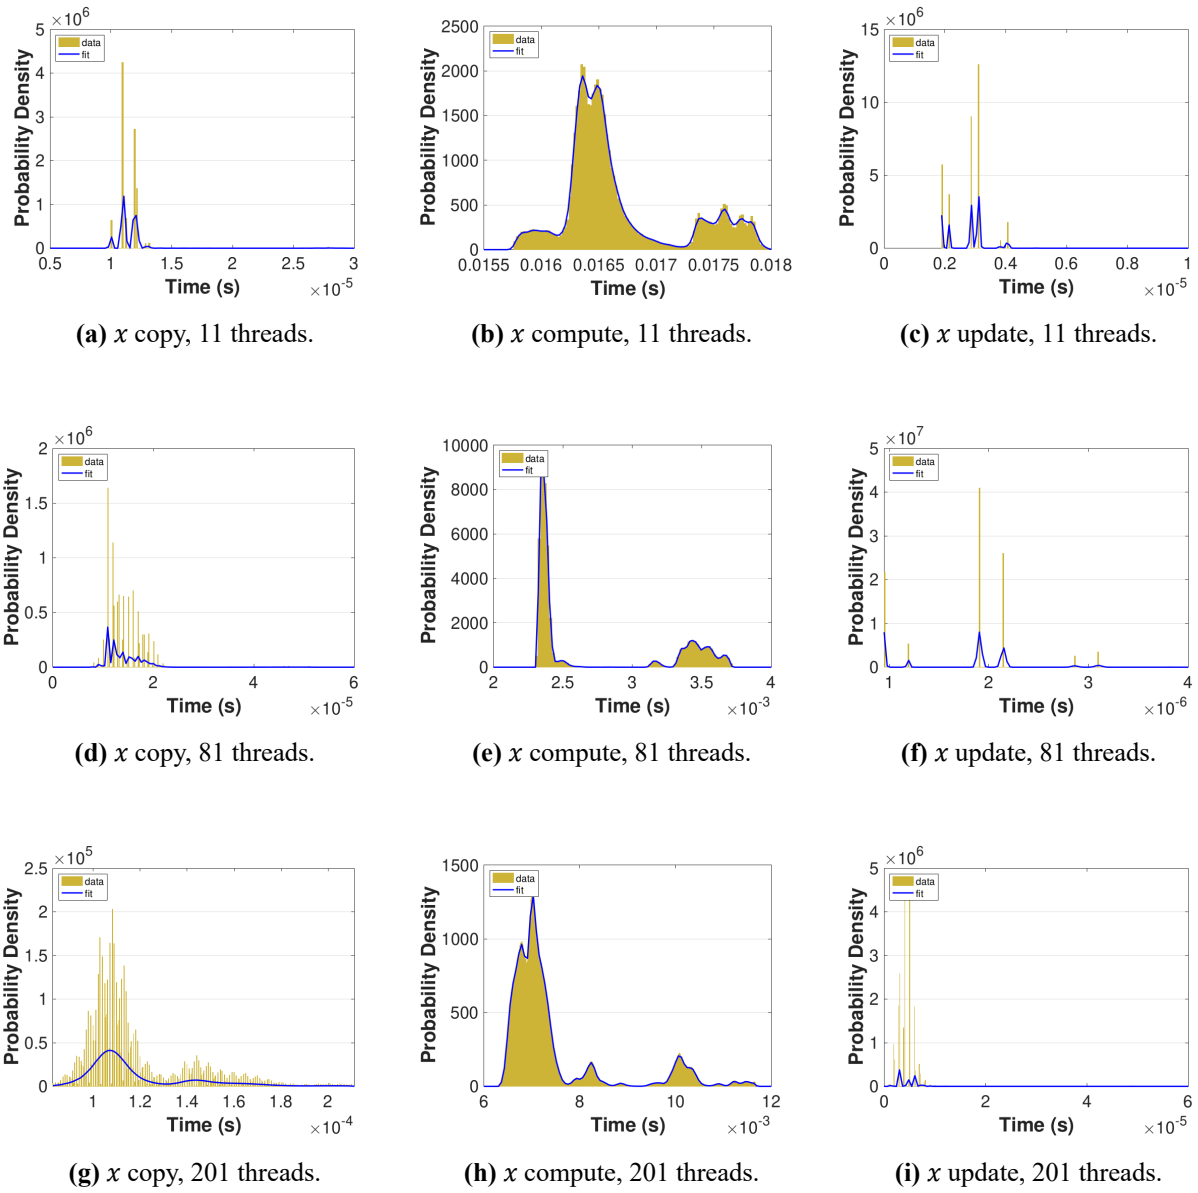 ×10^6
5
4
3
2
1
0
0.5
1
1.5
2
2.5
3
×10^-5
Probability Density
Time (s)
data
fit
(a) x copy, 11 threads.
2500
2000
1500
1000
500
0
0.0155
0.016
0.0165
0.017
0.0175
0.018
Probability Density
Time (s)
data
fit
(b) x compute, 11 threads.
×10^6
15
10
5
0
0
0.2
0.4
0.6
0.8
1
×10^-5
Probability Density
Time (s)
data
fit
(c) x update, 11 threads.
×10^6
2
1.5
1
0.5
0
0
2
4
6
×10^-5
Probability Density
Time (s)
data
fit
(d) x copy, 81 threads.
10000
8000
6000
4000
2000
0
2
2.5
3
3.5
4
×10^-3
Probability Density
Time (s)
data
fit
(e) x compute, 81 threads.
×10^7
5
4
3
2
1
0
1
2
3
4
×10^-6
Probability Density
Time (s)
data
fit
(f) x update, 81 threads.
×10^5
2.5
2
1.5
1
0.5
0
1
1.2
1.4
1.6
1.8
2
×10^-4
Probability Density
Time (s)
data
fit
(g) x copy, 201 threads.
1500
1000
500
0
6
8
10
12
×10^-3
Probability Density
Time (s)
data
fit
(h) x compute, 201 threads.
×10^6
5
4
3
2
1
0
0
2
4
6
×10^-5
Probability Density
Time (s)
data
fit
(i) x update, 201 threads.